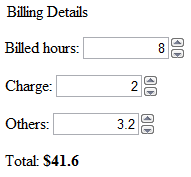 Billing Details
Billed hours: 8
Charge: 2
Others: 3.2
Total: $41.6